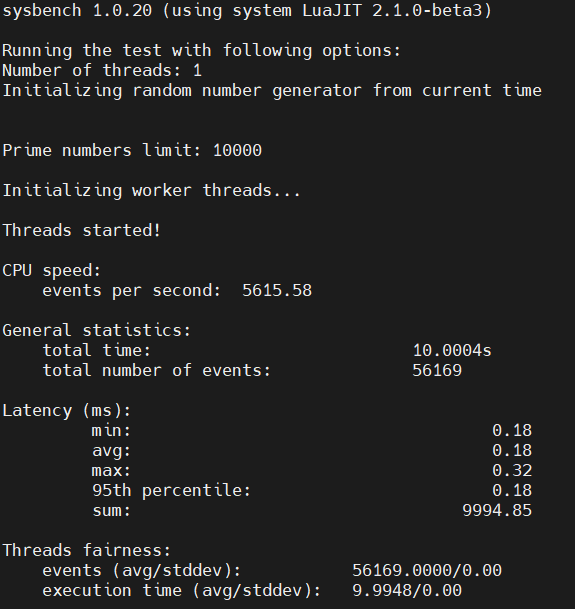 sysbench 1.0.20 (using system LuaJIT 2.1.0-beta3)
Running the test with following options:
Number of threads: 1
Initializing random number generator from current time
Prime numbers limit: 10000
Initializing worker threads...
Threads started!
CPU speed:
events per second: 5615.58
General statistics:
total time: 10.0004s
total number of events: 56169
Latency (ms):
min: 0.18
avg: 0.18
max: 0.32
95th percentile: 0.18
sum: 9994.85
Threads fairness:
events (avg/stddev): 56169.0000/0.00
execution time (avg/stddev): 9.9948/0.00